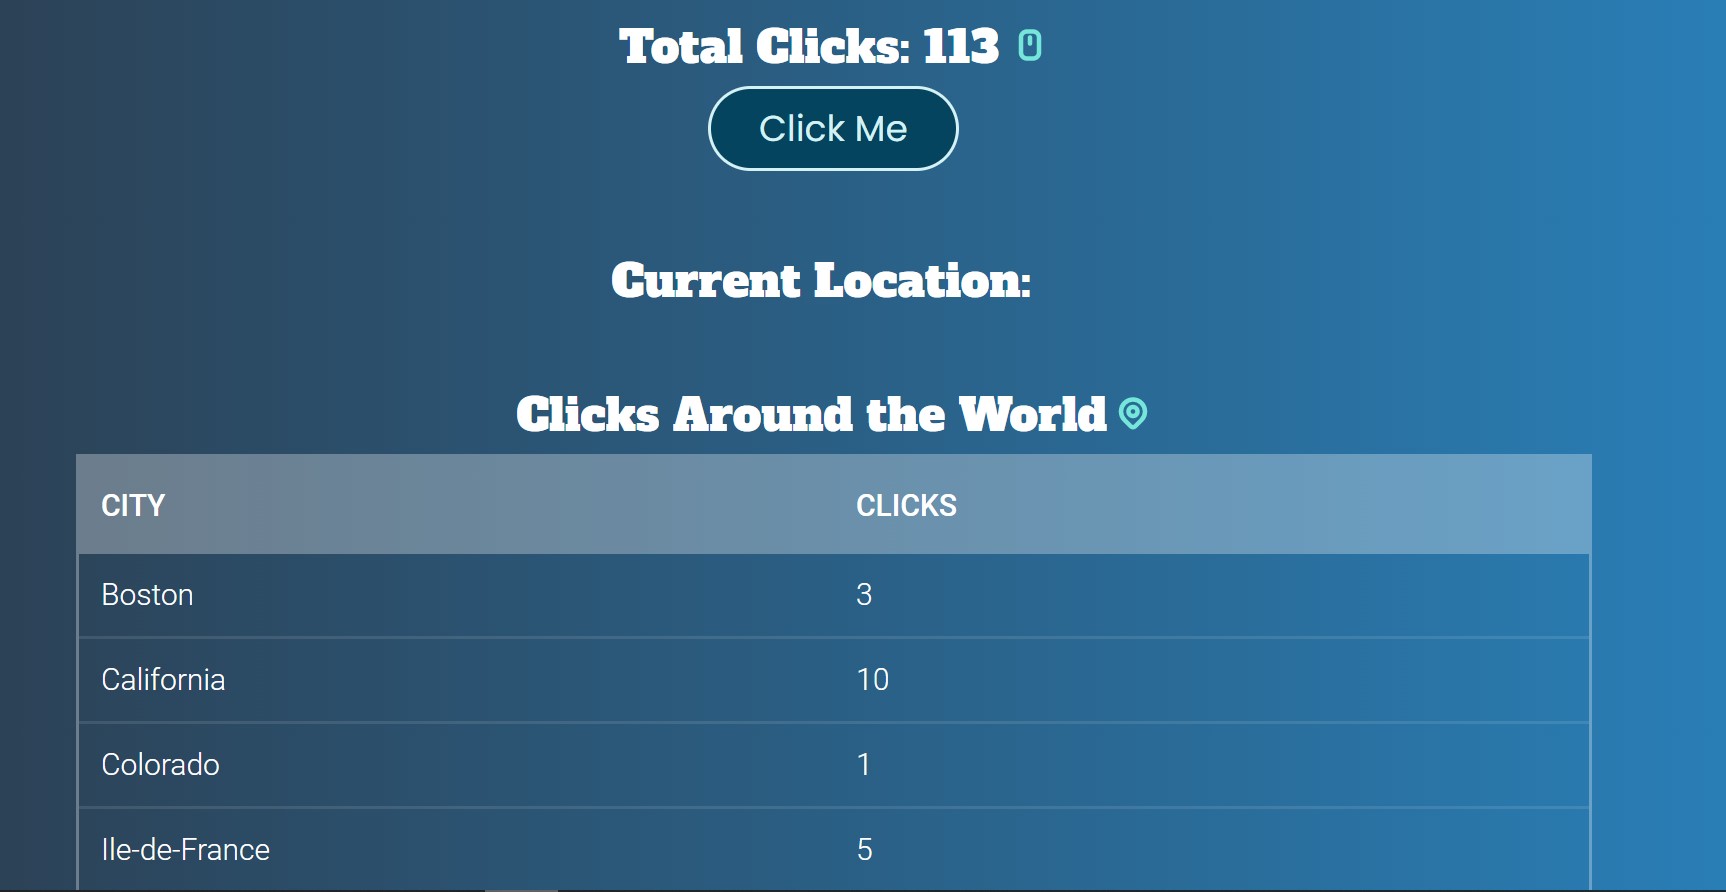 Total Clicks: 113
Click Me
Current Location:
Clicks Around the World
CITY CLICKS
Boston 3
California 10
Colorado 1
Ile-de-France 5